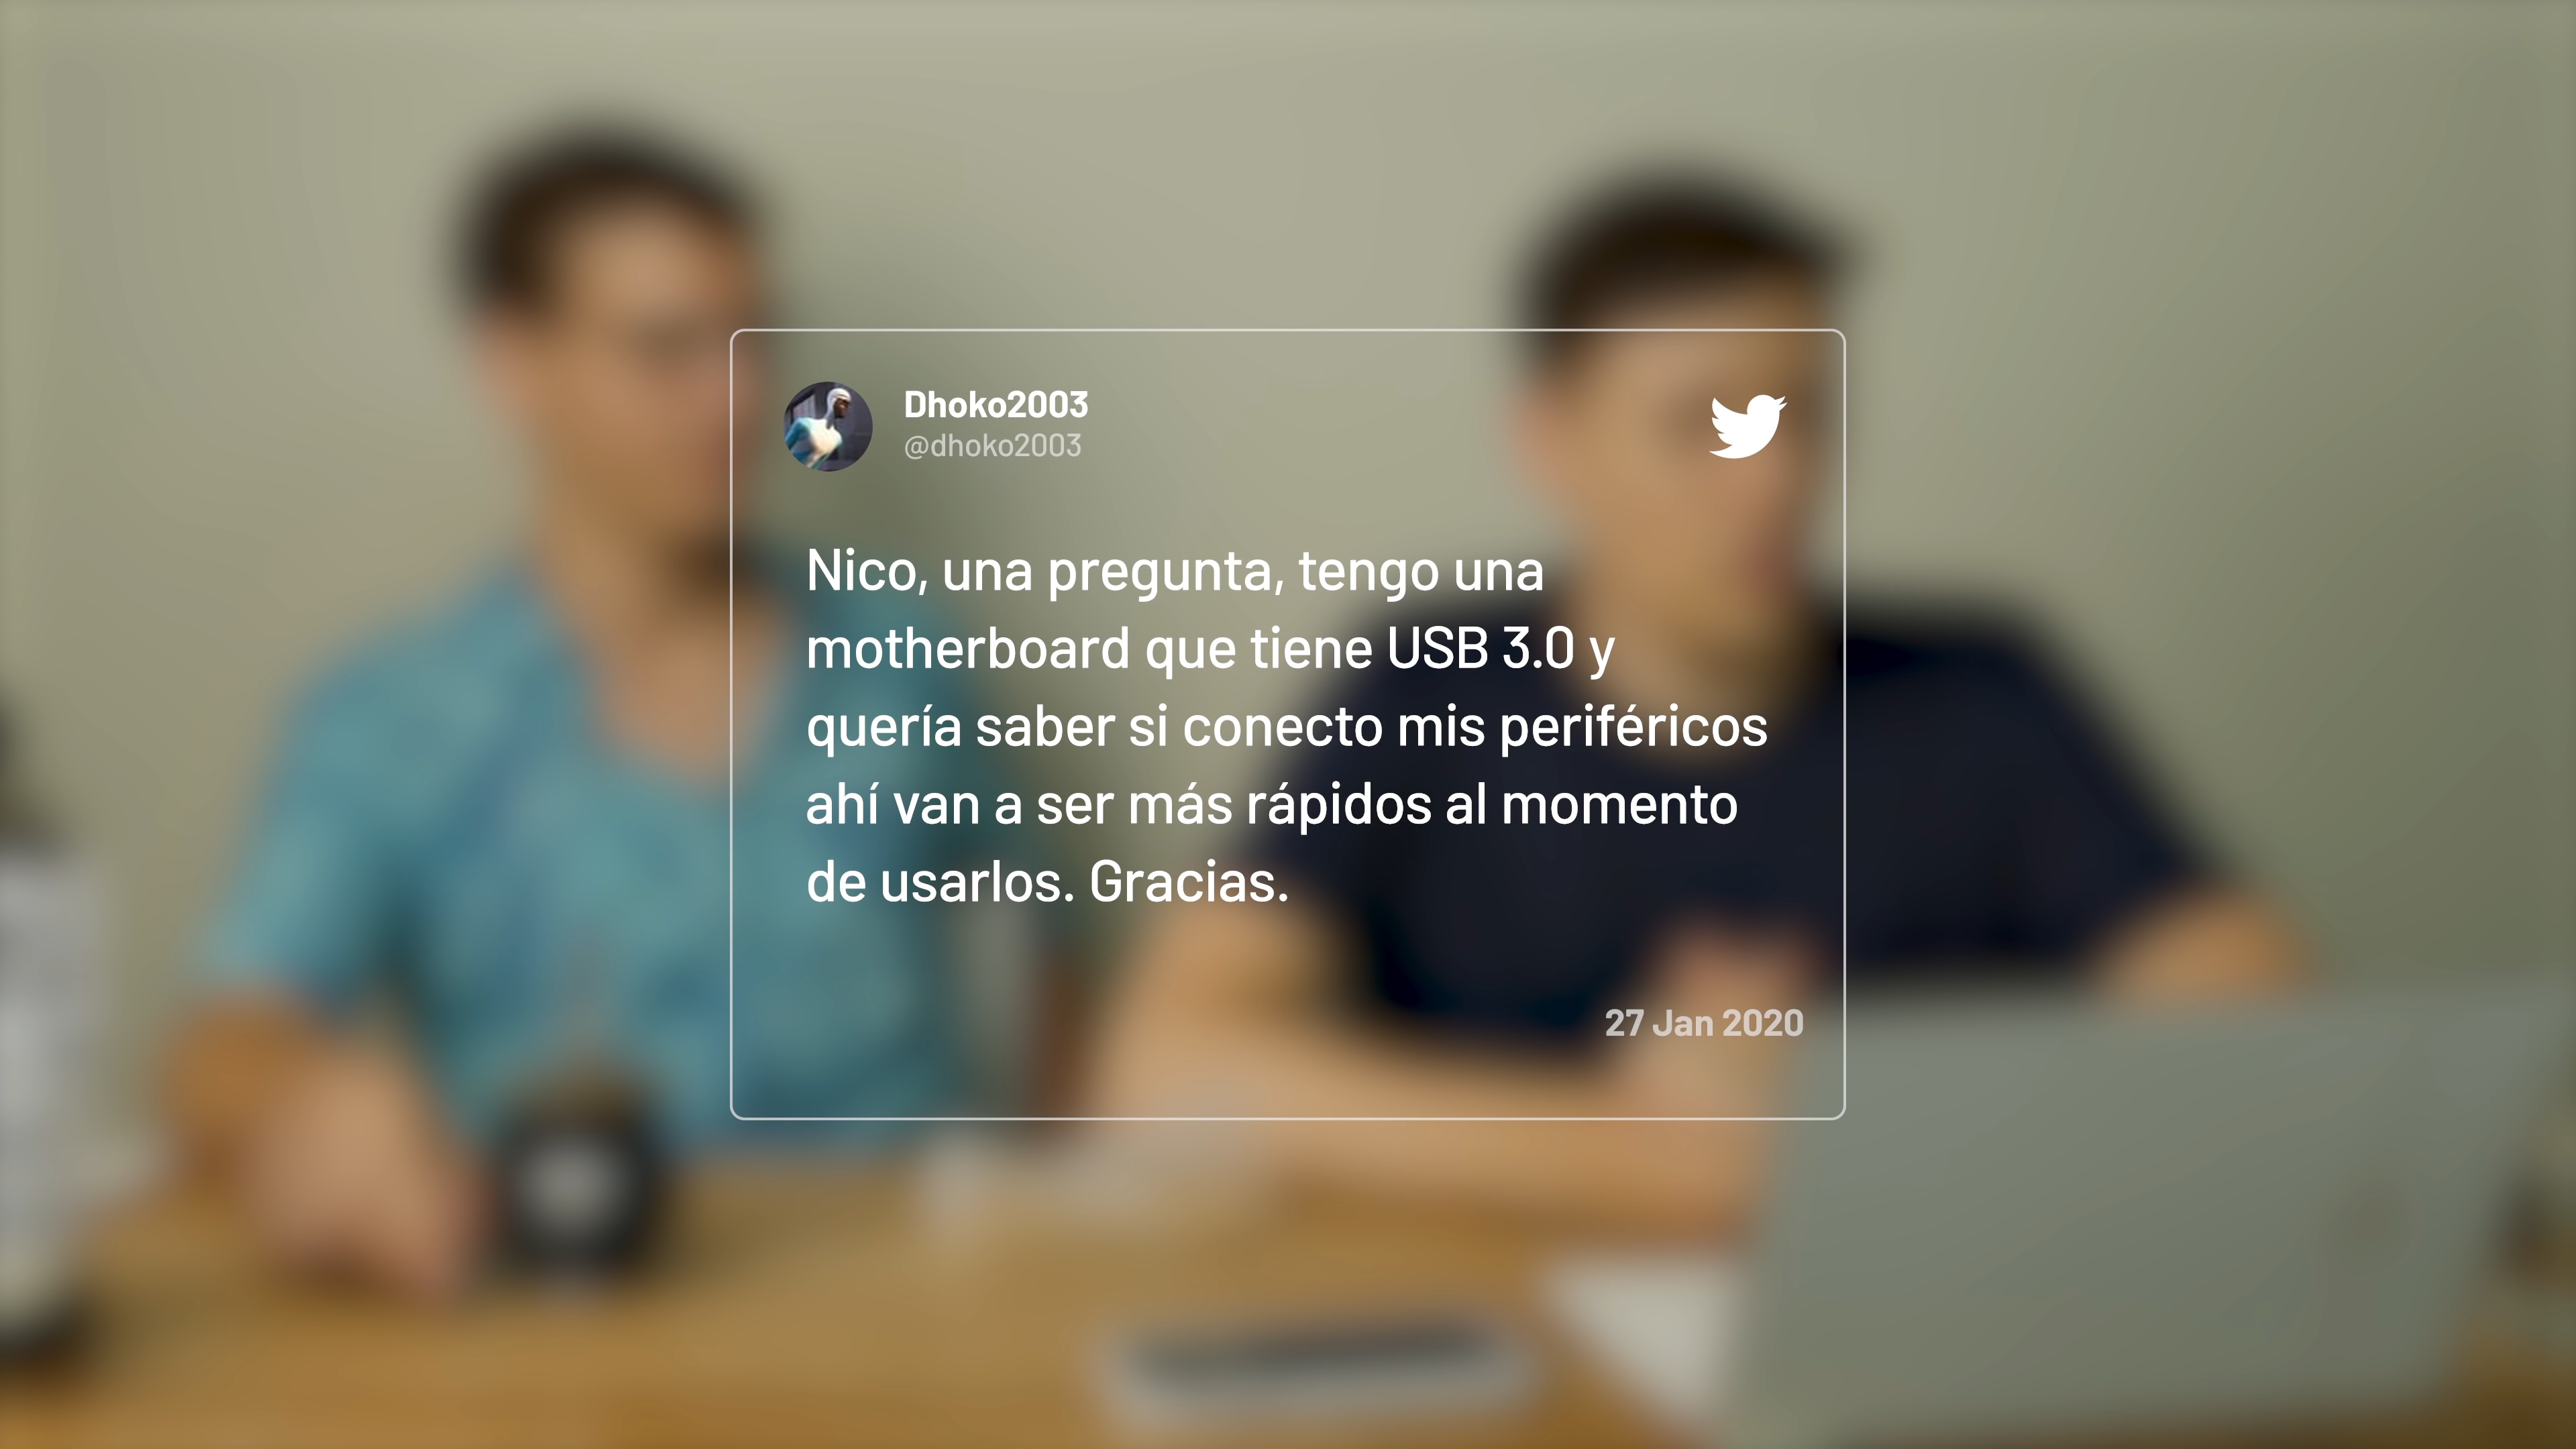 Dhoko2003
@dhoko2003
Nico, una pregunta, tengo una
motherboard que tiene USB 3.0 y
quería saber si conecto mis periféricos
ahí van a ser más rápidos al momento
de usarlos. Gracias.
27 Jan 2020